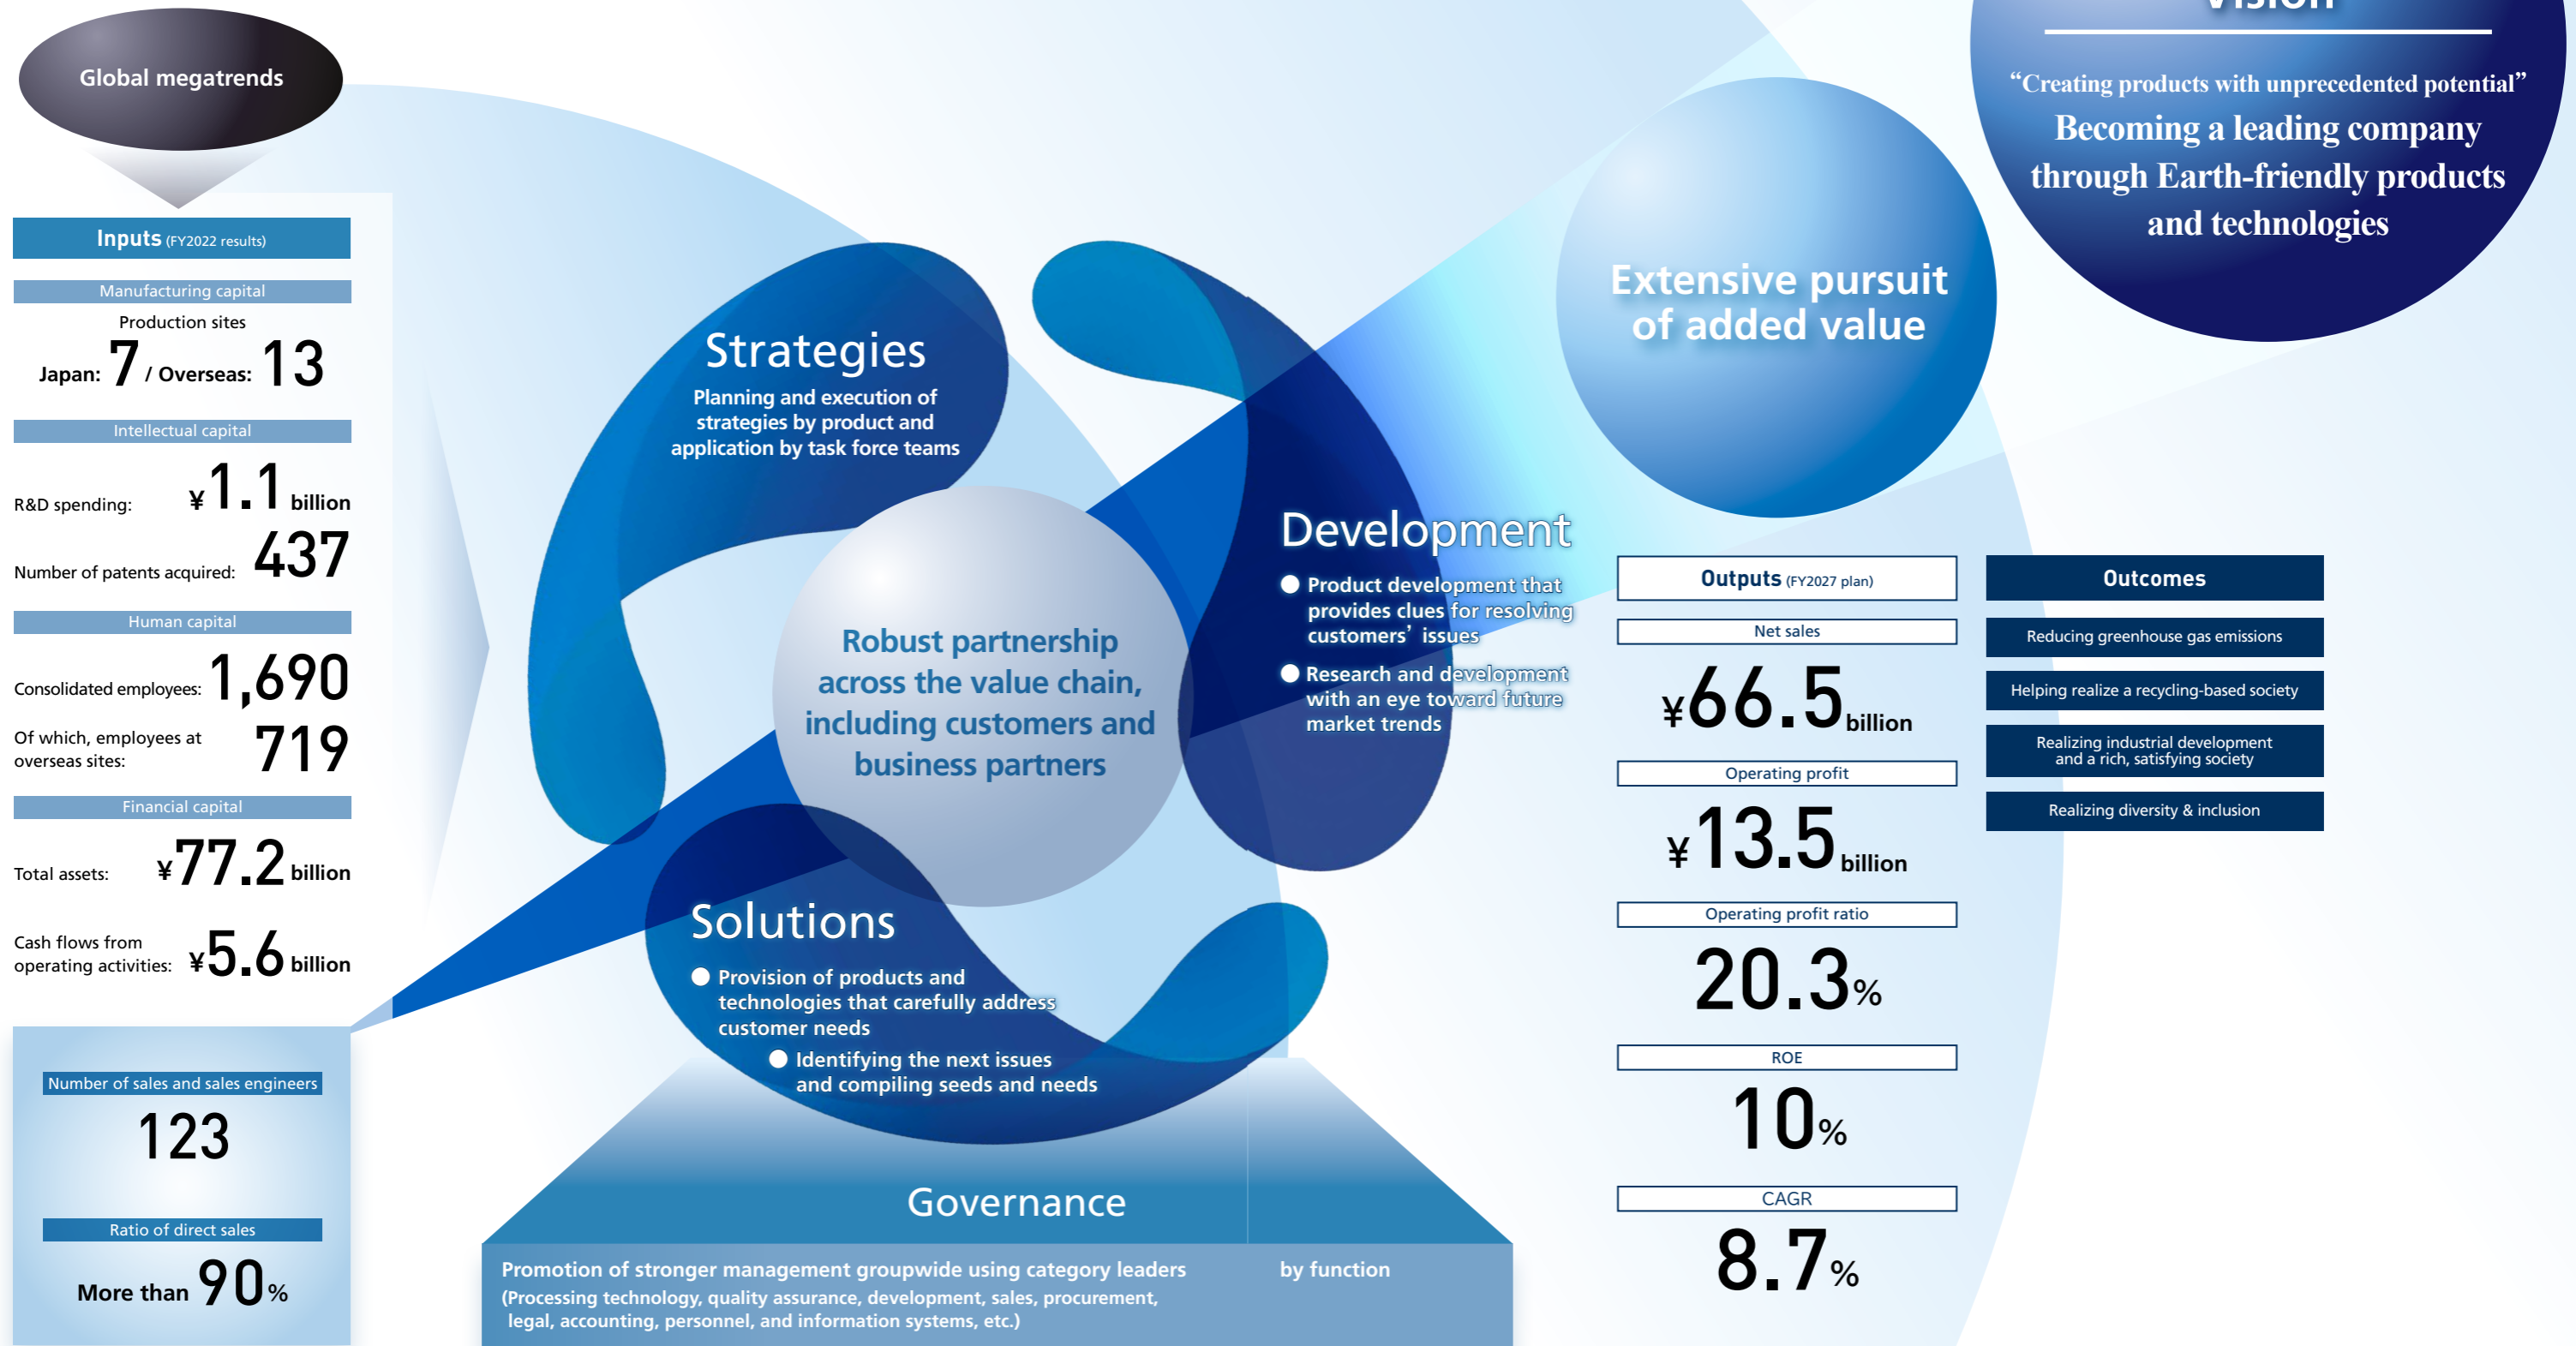 Global megatrends
Inputs (FY2022 results)
Manufacturing capital
Production sites
Japan: 7 / Overseas: 13
Intellectual capital
R&D spending: ¥1.1 billion
Number of patents acquired: 437
Human capital
Consolidated employees: 1,690
Of which, employees at
overseas sites: 719
Financial capital
Total assets: ¥77.2 billion
Cash flows from
operating activities: ¥5.6 billion
Number of sales and sales engineers
123
Ratio of direct sales
More than 90%
Strategies
Planning and execution of
strategies by product and
application by task force teams
Robust partnership
across the value chain,
including customers and
business partners
Development
● Product development that
provides clues for resolving
customers’ issues
● Research and development
with an eye toward future
market trends
Solutions
● Provision of products and
technologies that carefully address
customer needs
● Identifying the next issues
and compiling seeds and needs
Governance
Promotion of stronger management groupwide using category leaders by function
(Processing technology, quality assurance, development, sales, procurement,
legal, accounting, personnel, and information systems, etc.)
Extensive pursuit
of added value
Vision
“Creating products with unprecedented potential”
Becoming a leading company
through Earth-friendly products
and technologies
Outputs (FY2027 plan)
Net sales
¥66.5 billion
Operating profit
¥13.5 billion
Operating profit ratio
20.3%
ROE
10%
CAGR
8.7%
Outcomes
Reducing greenhouse gas emissions
Helping realize a recycling-based society
Realizing industrial development
and a rich, satisfying society
Realizing diversity & inclusion